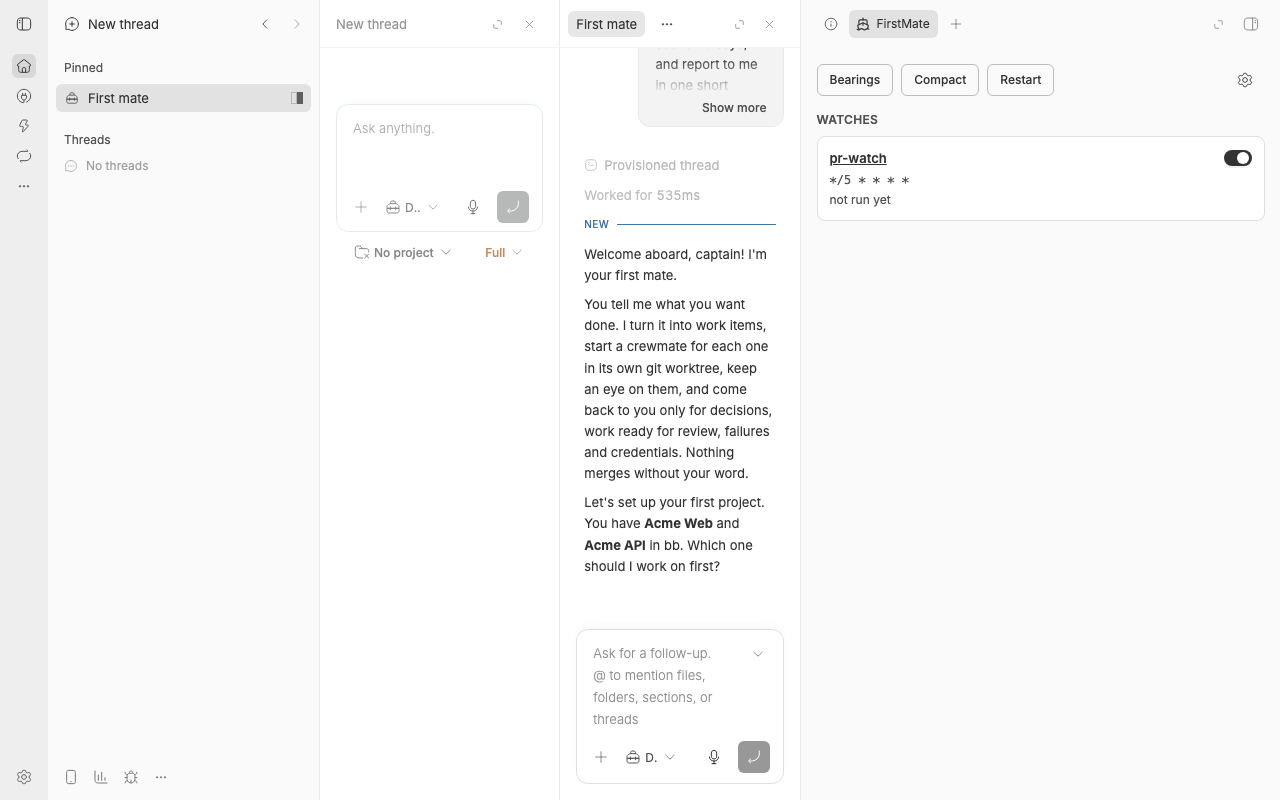 New thread
Pinned
First mate
Threads
No threads
New thread
Ask anything.
D..
No project
Full
First mate
and report to me
in one short
Show more
Provisioned thread
Worked for 535ms
NEW
Welcome aboard, captain! I'm
your first mate.
You tell me what you want
done. I turn it into work items,
start a crewmate for each one
in its own git worktree, keep
an eye on them, and come
back to you only for decisions,
work ready for review, failures
and credentials. Nothing
merges without your word.
Let's set up your first project.
You have Acme Web and
Acme API in bb. Which one
should I work on first?
Ask for a follow-up.
@ to mention files,
folders, sections, or
threads
D.
FirstMate
Bearings
Compact
Restart
WATCHES
pr-watch
*/5 * * * *
not run yet